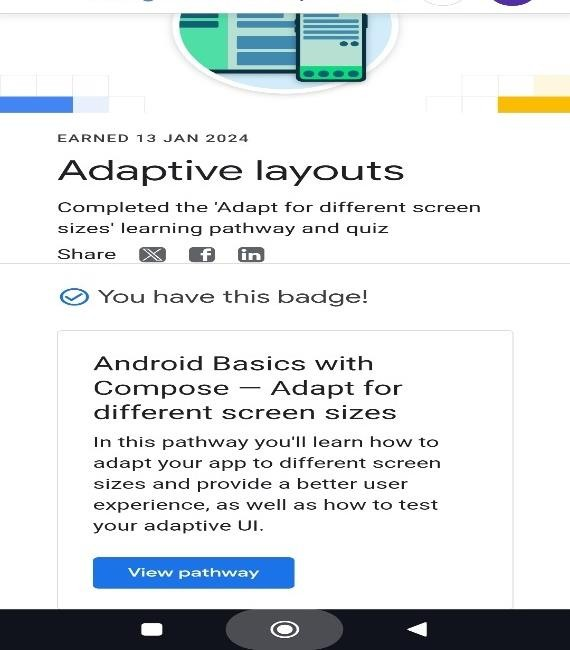 EARNED 13 JAN 2024
Adaptive layouts
Completed the 'Adapt for different screen
sizes' learning pathway and quiz
Share
You have this badge!
Android Basics with
Compose — Adapt for
different screen sizes
In this pathway you'll learn how to
adapt your app to different screen
sizes and provide a better user
experience, as well as how to test
your adaptive UI.
View pathway